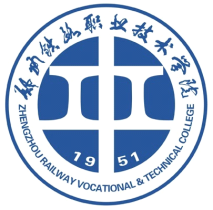 郑州铁路职业技术学院
1951
ZHENGZHOU RAILWAY VOCATIONAL & TECHNICAL COLLEGE